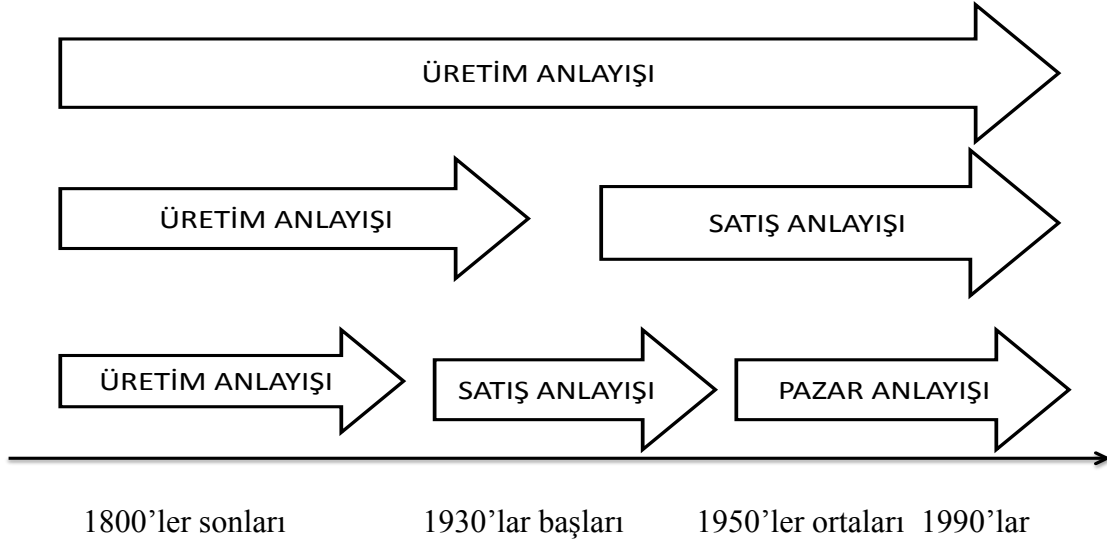 ÜRETİM ANLAYIŞI
ÜRETİM ANLAYIŞI SATIŞ ANLAYIŞI
ÜRETİM ANLAYIŞI SATIŞ ANLAYIŞI PAZAR ANLAYIŞI
1800’ler sonları 1930’lar başları 1950’ler ortaları 1990’lar